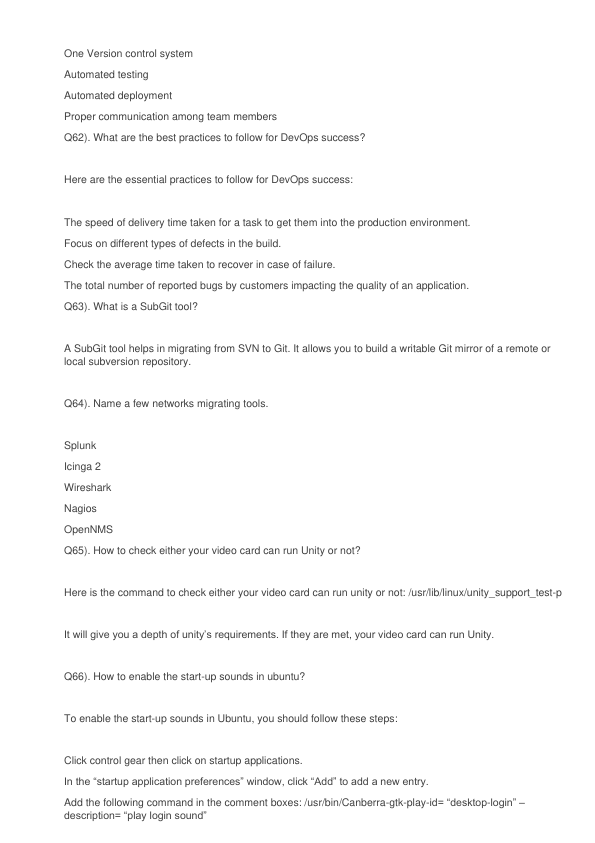 One Version control system
Automated testing
Automated deployment
Proper communication among team members
Q62). What are the best practices to follow for DevOps success?
Here are the essential practices to follow for DevOps success:
The speed of delivery time taken for a task to get them into the production environment.
Focus on different types of defects in the build.
Check the average time taken to recover in case of failure.
The total number of reported bugs by customers impacting the quality of an application.
Q63). What is a SubGit tool?
A SubGit tool helps in migrating from SVN to Git. It allows you to build a writable Git mirror of a remote or
local subversion repository.
Q64). Name a few networks migrating tools.
Splunk
Icinga 2
Wireshark
Nagios
OpenNMS
Q65). How to check either your video card can run Unity or not?
Here is the command to check either your video card can run unity or not: /usr/lib/linux/unity_support_test-p
It will give you a depth of unity’s requirements. If they are met, your video card can run Unity.
Q66). How to enable the start-up sounds in ubuntu?
To enable the start-up sounds in Ubuntu, you should follow these steps:
Click control gear then click on startup applications.
In the “startup application preferences” window, click “Add” to add a new entry.
Add the following command in the comment boxes: /usr/bin/Canberra-gtk-play-id= “desktop-login” –
description= “play login sound”